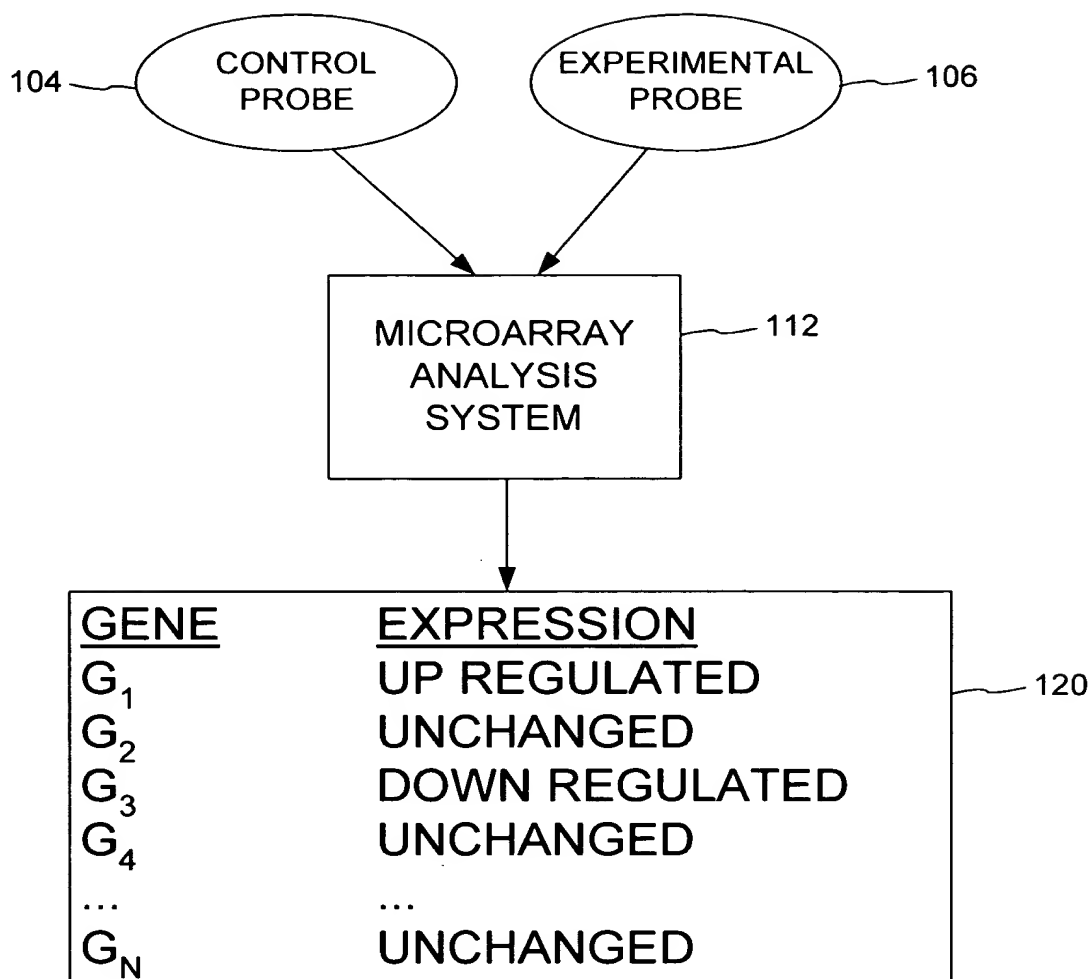 CONTROL
PROBE
EXPERIMENTAL
PROBE
104
106
MICROARRAY
ANALYSIS
SYSTEM
112
GENE EXPRESSION
G₁ UP REGULATED
G₂ UNCHANGED
G₃ DOWN REGULATED
G₄ UNCHANGED
... ...
G_N UNCHANGED
120